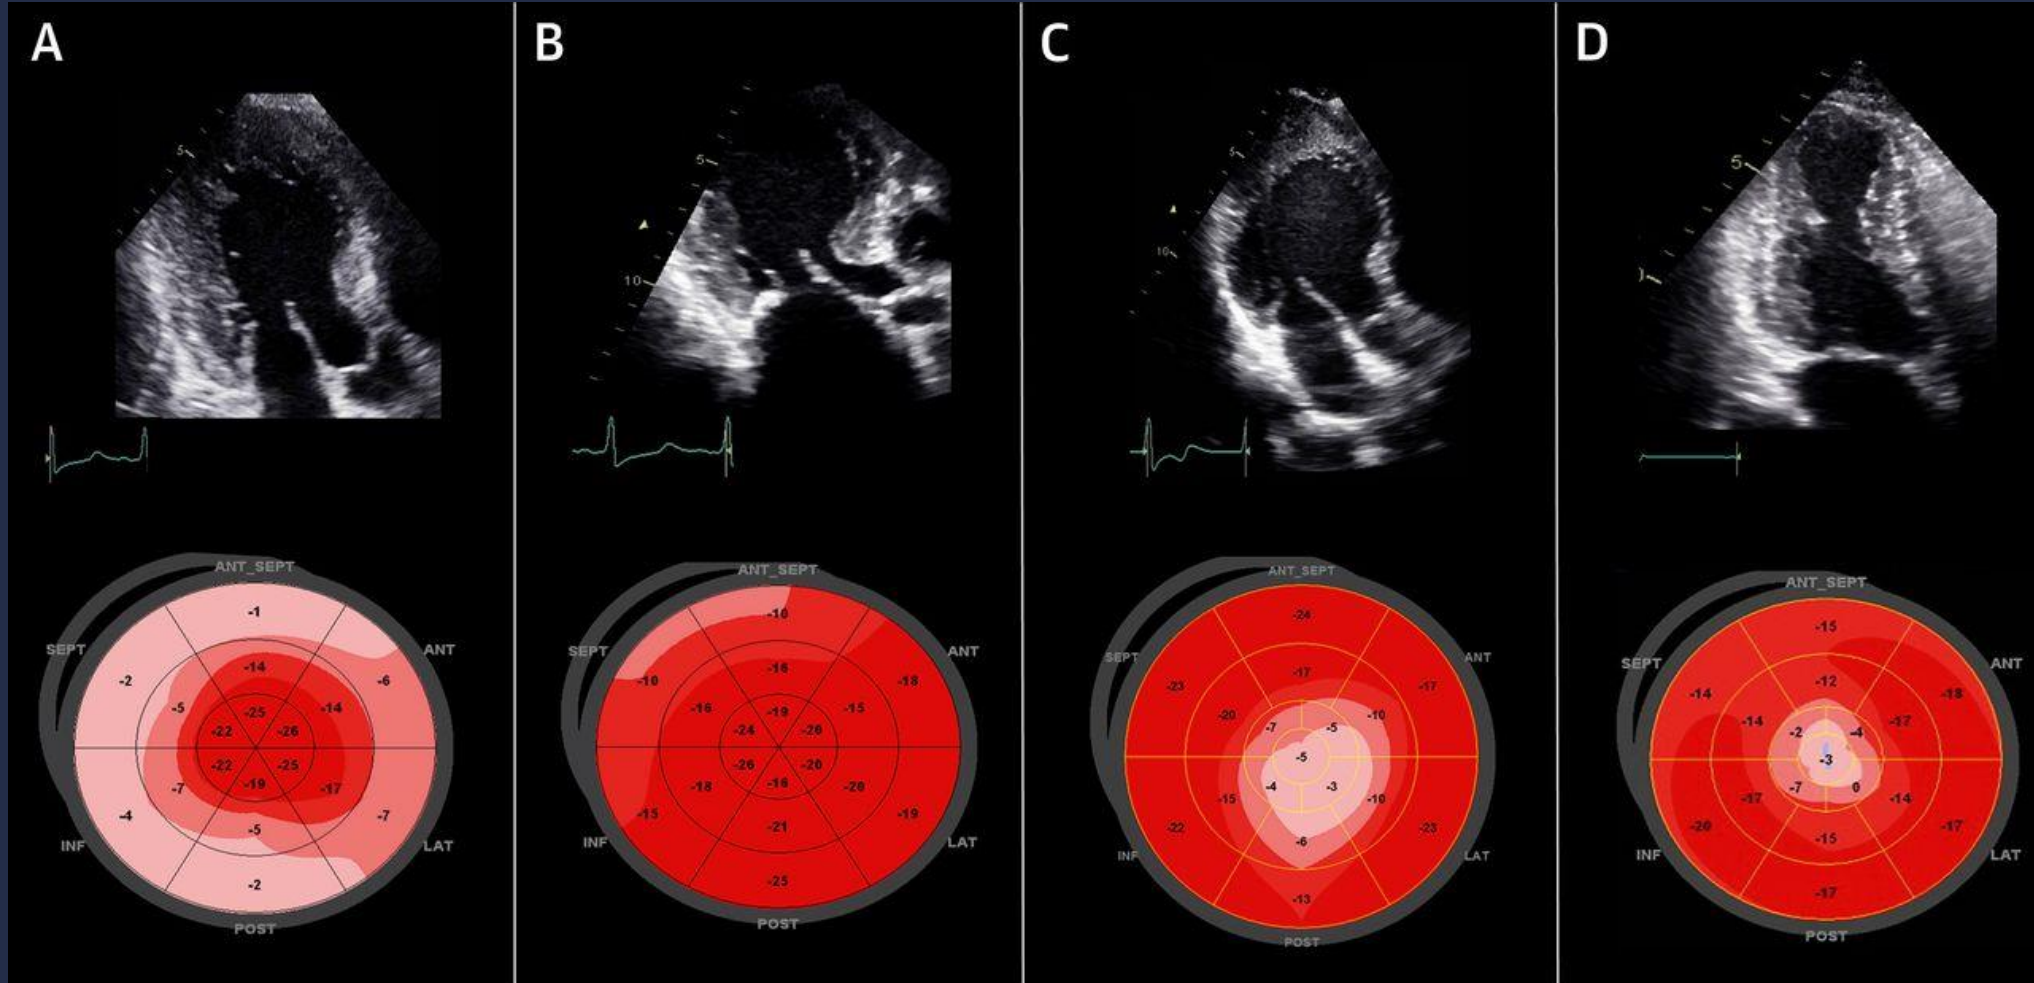 A
B
C
D
5
5
10
5
10
5
ANT_SEPT
SEPT
ANT
INF
LAT
POST
-1
-2
-6
-14
-5
-14
-25
-22
-26
-22
-25
-19
-7
-17
-4
-7
-5
-2
ANT_SEPT
SEPT
ANT
INF
LAT
POST
-10
-10
-18
-16
-16
-15
-19
-24
-20
-26
-20
-16
-18
-20
-15
-19
-21
-25
ANT_SEPT
SEPT
ANT
INF
LAT
POST
-24
-23
-17
-17
-20
-10
-7
-5
-5
-4
-3
-15
-10
-22
-23
-6
-13
ANT_SEPT
SEPT
ANT
INF
LAT
POST
-15
-14
-18
-12
-14
-17
-2
-4
-3
-7
0
-17
-14
-20
-17
-15
-17